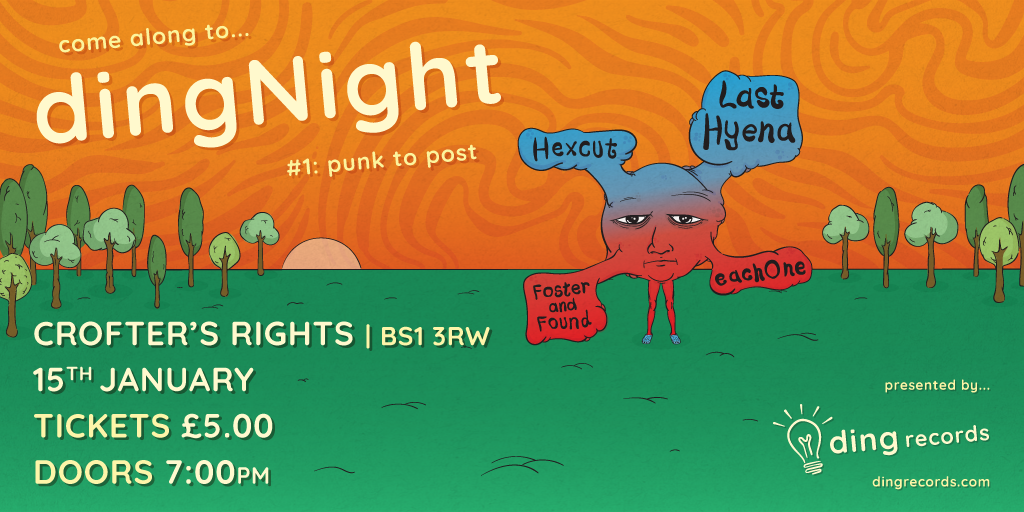 come along to...
dingNight
#1: punk to post
Last
Hyena
Hexcut
eachOne
Foster
and
Found
CROFTER'S RIGHTS | BS1 3RW
15TH JANUARY
TICKETS £5.00
DOORS 7:00PM
presented by...
ding records
dingrecords.com